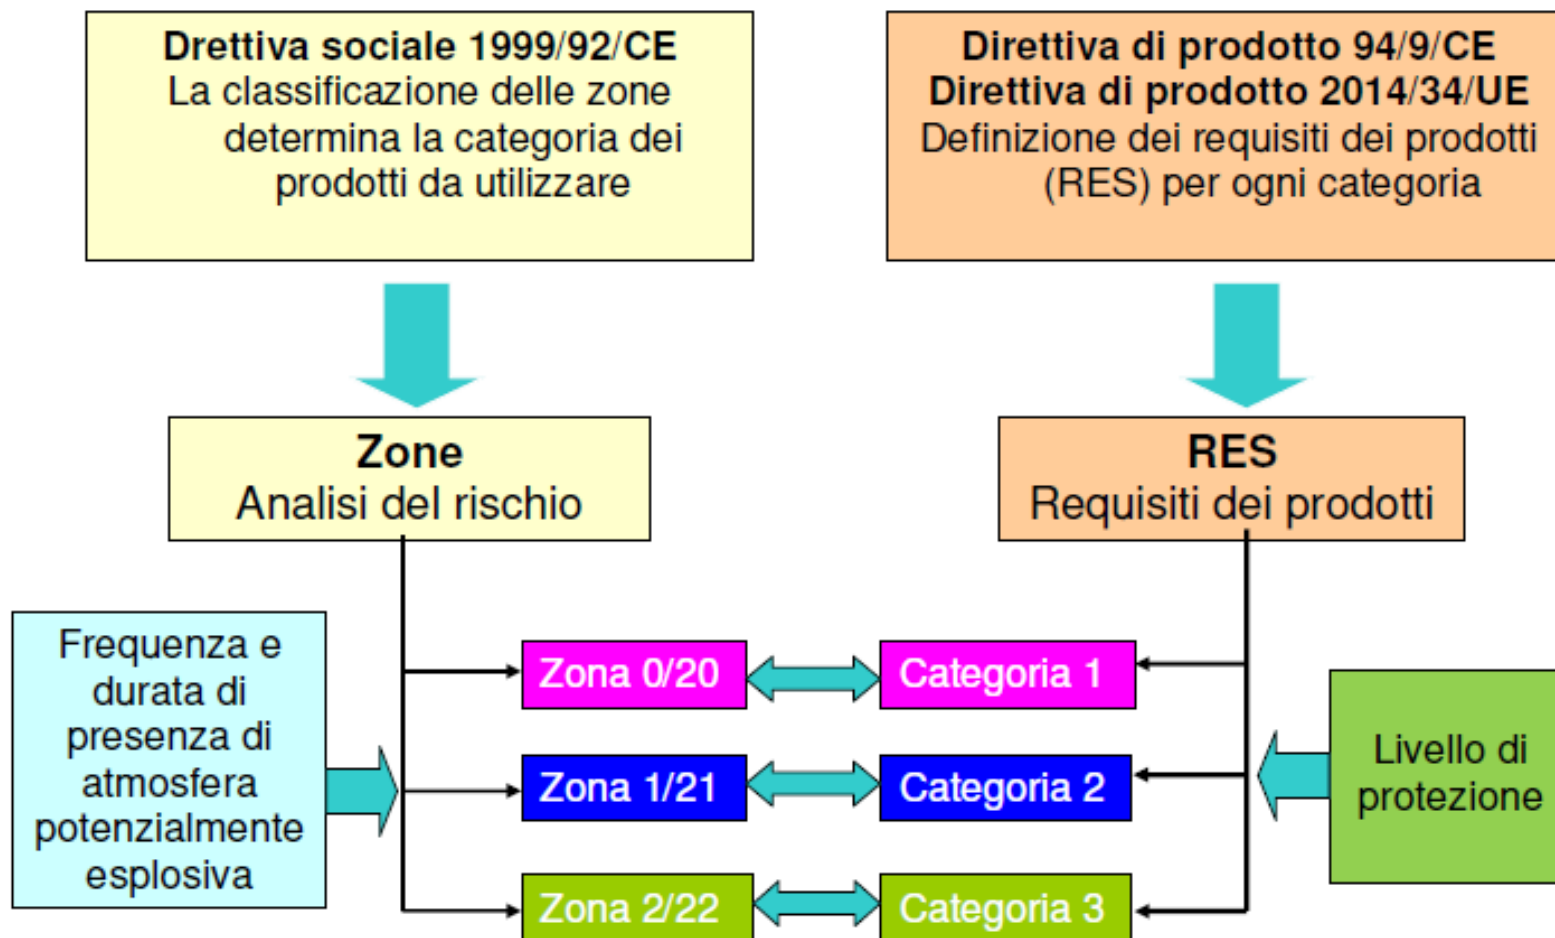 Drettiva sociale 1999/92/CE
La classificazione delle zone
determina la categoria dei
prodotti da utilizzare
Direttiva di prodotto 94/9/CE
Direttiva di prodotto 2014/34/UE
Definizione dei requisiti dei prodotti
(RES) per ogni categoria
Zone
Analisi del rischio
RES
Requisiti dei prodotti
Frequenza e
durata di
presenza di
atmosfera
potenzialmente
esplosiva
Zona 0/20
Categoria 1
Zona 1/21
Categoria 2
Zona 2/22
Categoria 3
Livello di
protezione